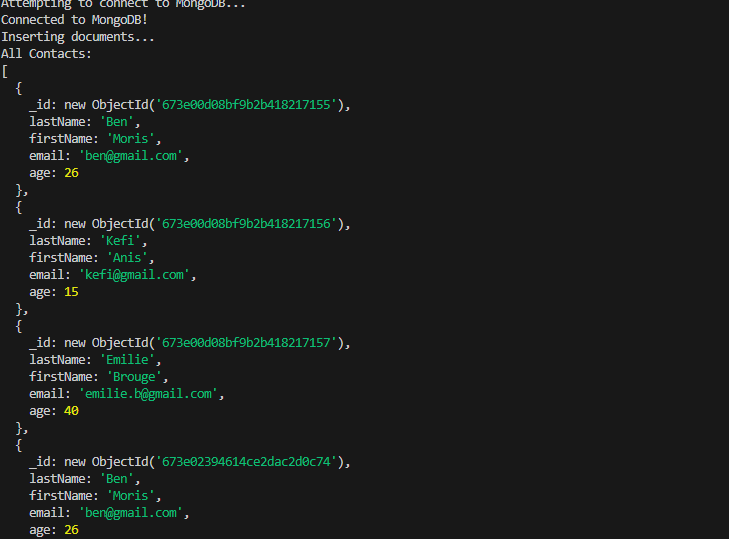 Attempting to connect to MongoDB...
Connected to MongoDB!
Inserting documents...
All Contacts:
[
  {
    _id: new ObjectId('673e00d08bf9b2b418217155'),
    lastName: 'Ben',
    firstName: 'Moris',
    email: 'ben@gmail.com',
    age: 26
  },
  {
    _id: new ObjectId('673e00d08bf9b2b418217156'),
    lastName: 'Kefi',
    firstName: 'Anis',
    email: 'kefi@gmail.com',
    age: 15
  },
  {
    _id: new ObjectId('673e00d08bf9b2b418217157'),
    lastName: 'Emilie',
    firstName: 'Brouge',
    email: 'emilie.b@gmail.com',
    age: 40
  },
  {
    _id: new ObjectId('673e02394614ce2dac2d0c74'),
    lastName: 'Ben',
    firstName: 'Moris',
    email: 'ben@gmail.com',
    age: 26